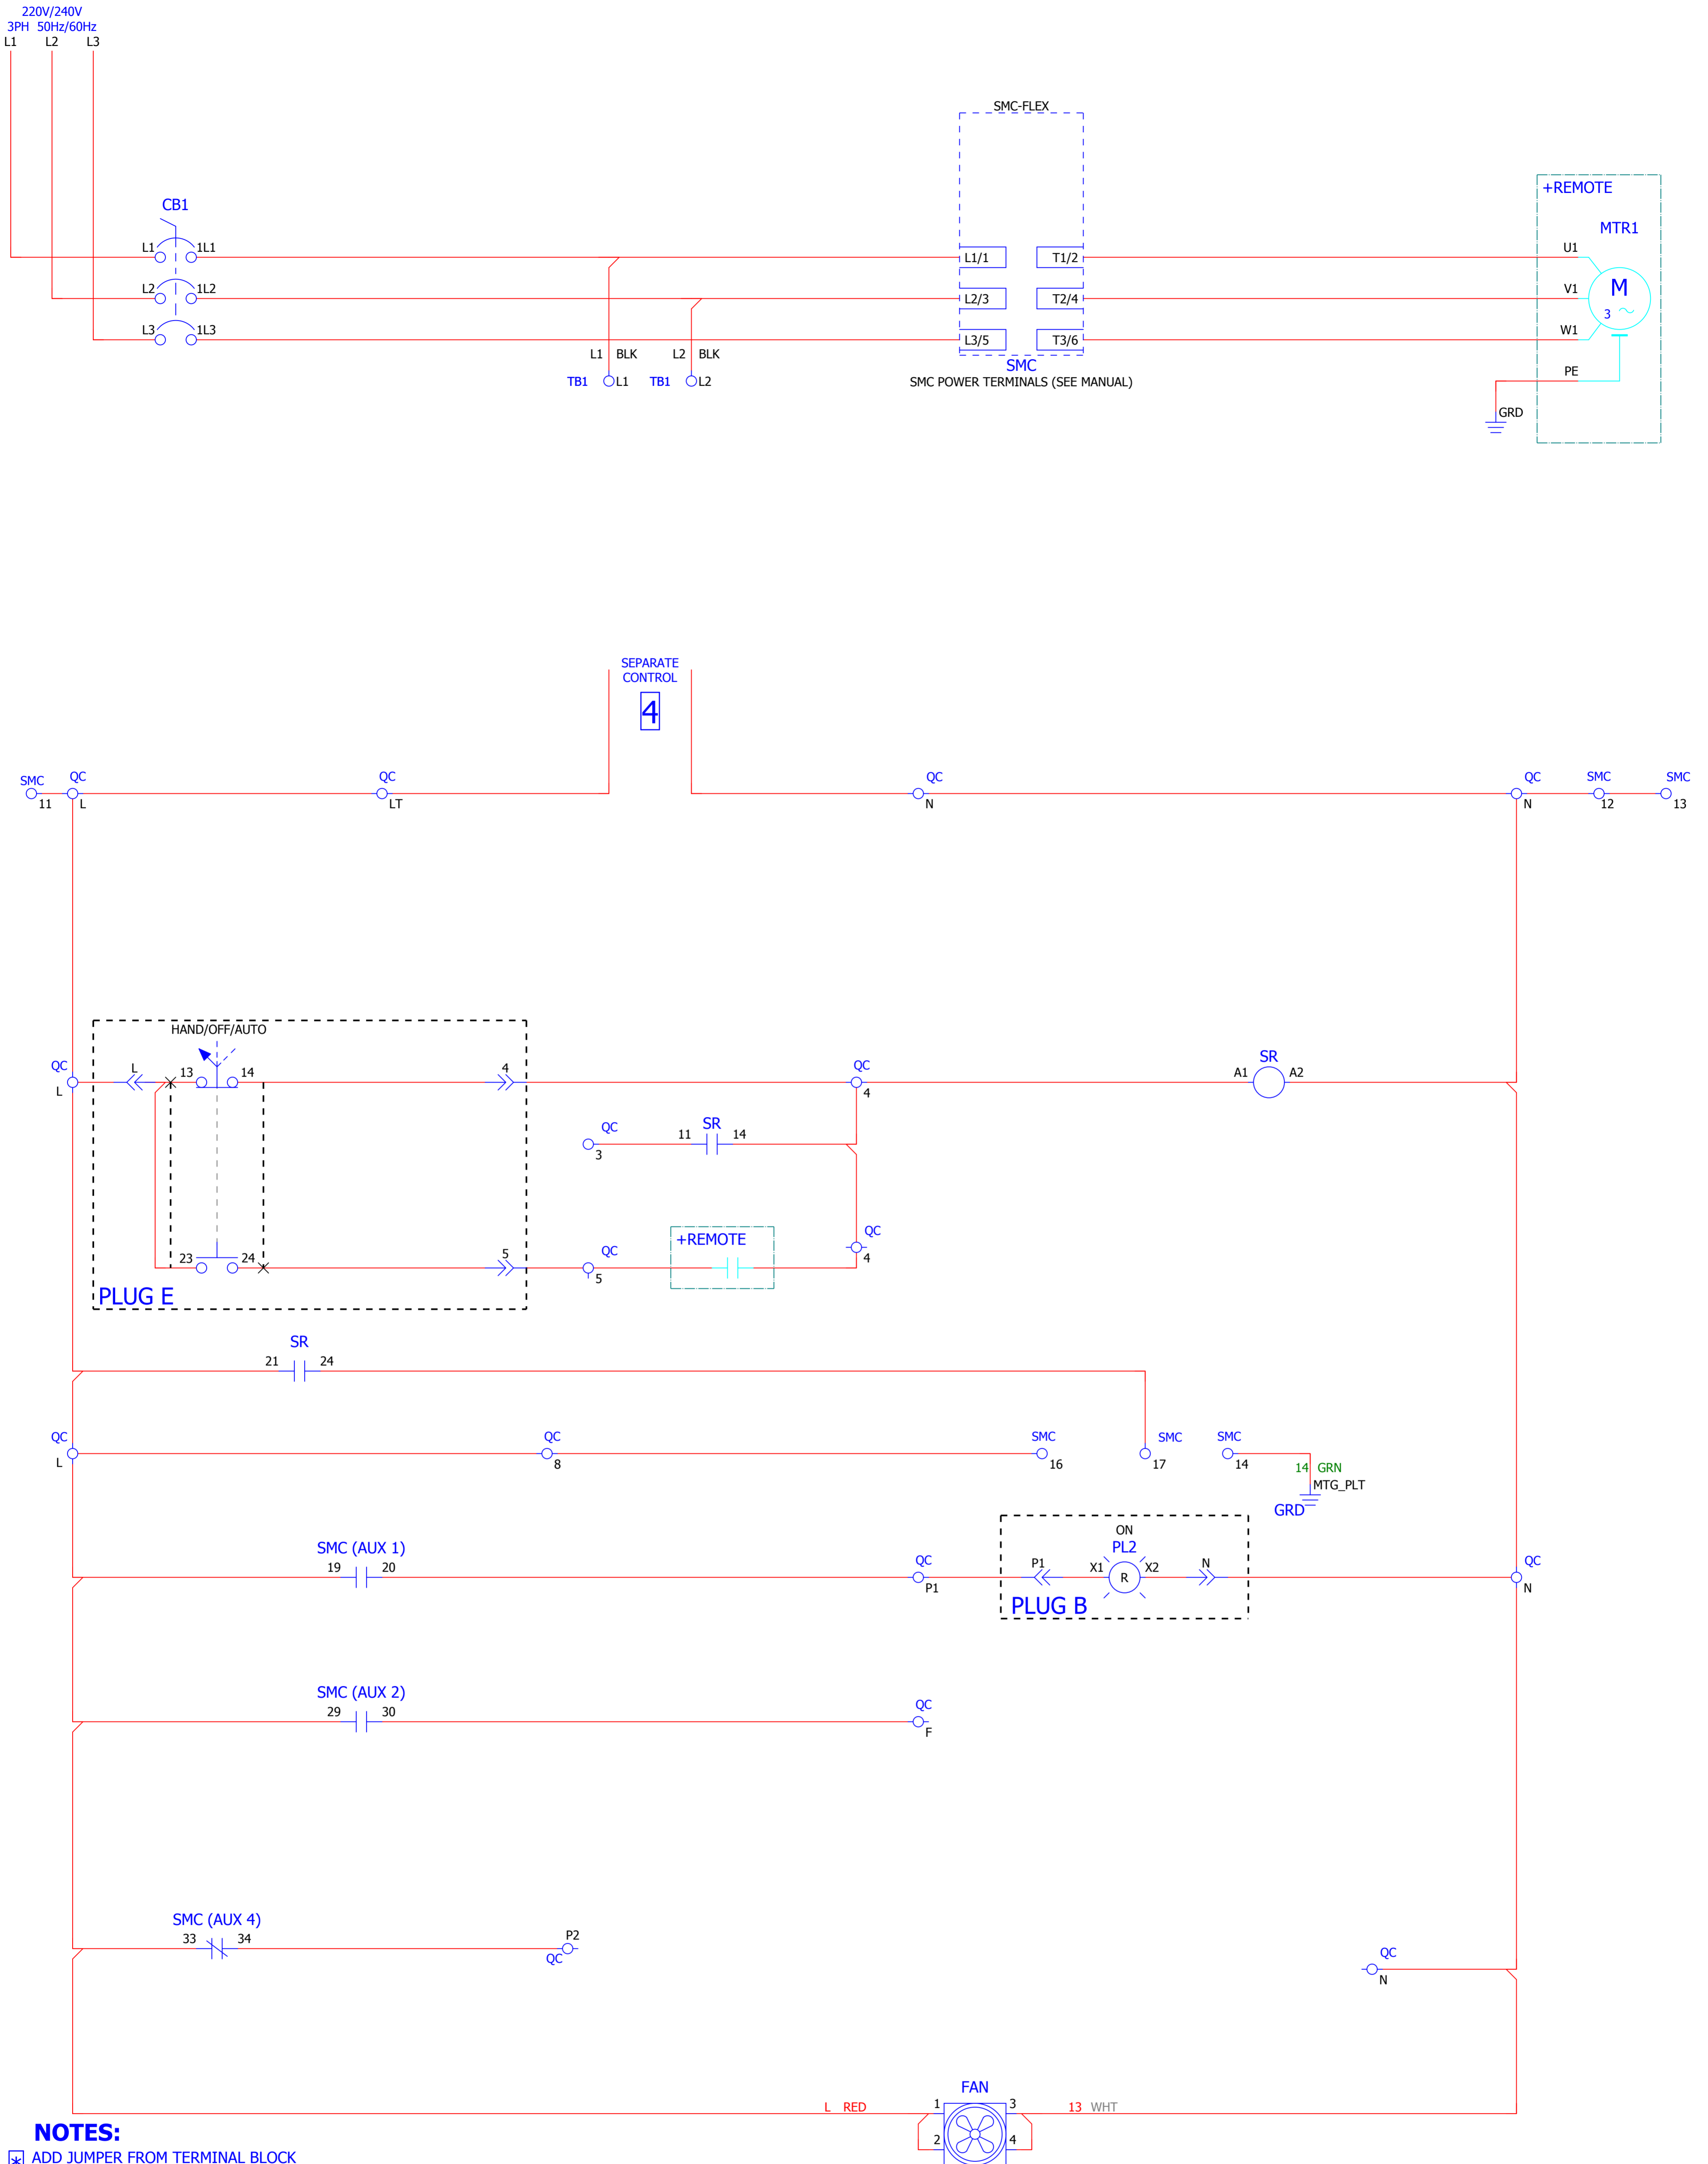 220V/240V
3PH 50Hz/60Hz
L1 L2 L3
SMC-FLEX
+REMOTE
CB1
MTR1
L1 1L1 L1/1 T1/2 U1
L2 1L2 L2/3 T2/4 V1
M
3
L3 1L3 L3/5 T3/6 W1
L1 BLK L2 BLK
SMC
PE
TB1 L1 TB1 L2
SMC POWER TERMINALS (SEE MANUAL)
GRD
SEPARATE
CONTROL
4
SMC QC QC QC QC SMC SMC
11 L LT N N 12 13
HAND/OFF/AUTO
QC L 13 14 4 QC SR
L 4 A1 A2
QC SR
3 11 14
QC
4
+REMOTE
23 24 5 QC
5
PLUG E
SR
21 24
QC QC SMC SMC SMC
L 8 16 17 14
14 GRN
MTG_PLT
GRD
ON
PL2
SMC (AUX 1)
19 20 QC P1 X1 R X2 N QC
P1 N
PLUG B
SMC (AUX 2)
29 30 QC
F
SMC (AUX 4)
33 34 P2
QC
QC
N
FAN
L RED 1 3 13 WHT
2 4
NOTES:
* ADD JUMPER FROM TERMINAL BLOCK